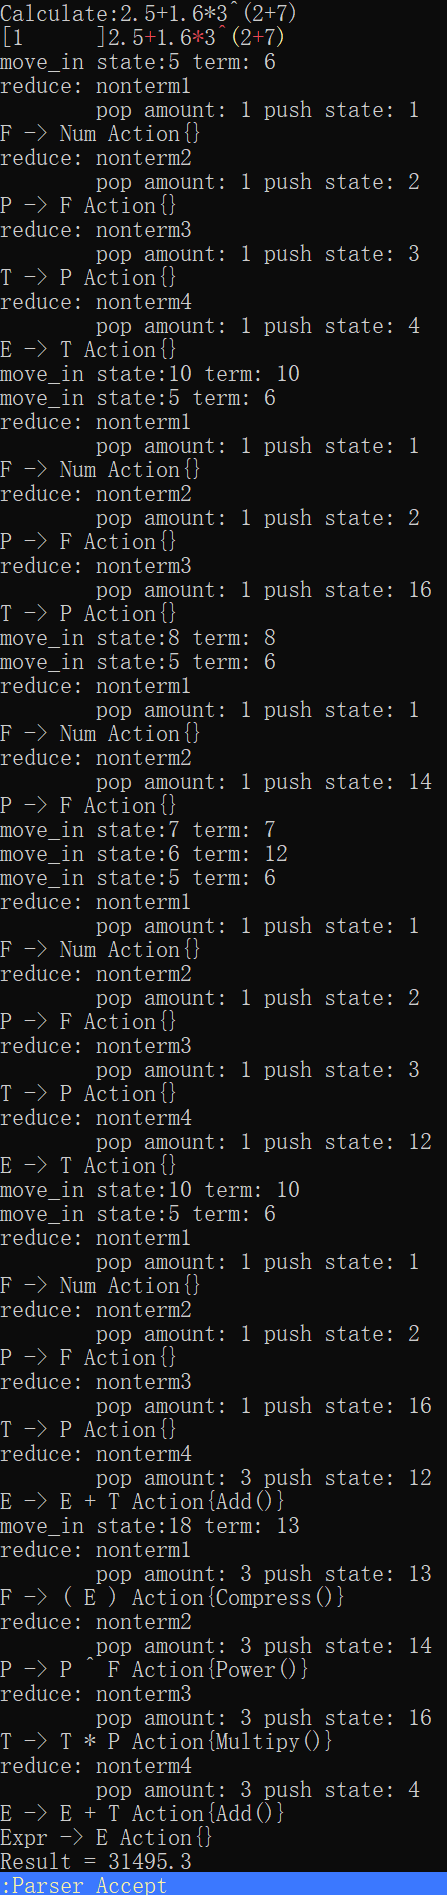 Calculate:2.5+1.6*3^(2+7)
[1      ]2.5+1.6*3^(2+7)
move_in state:5 term: 6
reduce: nonterm1
        pop amount: 1 push state: 1
F -> Num Action{}
reduce: nonterm2
        pop amount: 1 push state: 2
P -> F Action{}
reduce: nonterm3
        pop amount: 1 push state: 3
T -> P Action{}
reduce: nonterm4
        pop amount: 1 push state: 4
E -> T Action{}
move_in state:10 term: 10
move_in state:5 term: 6
reduce: nonterm1
        pop amount: 1 push state: 1
F -> Num Action{}
reduce: nonterm2
        pop amount: 1 push state: 2
P -> F Action{}
reduce: nonterm3
        pop amount: 1 push state: 16
T -> P Action{}
move_in state:8 term: 8
move_in state:5 term: 6
reduce: nonterm1
        pop amount: 1 push state: 1
F -> Num Action{}
reduce: nonterm2
        pop amount: 1 push state: 14
P -> F Action{}
move_in state:7 term: 7
move_in state:6 term: 12
move_in state:5 term: 6
reduce: nonterm1
        pop amount: 1 push state: 1
F -> Num Action{}
reduce: nonterm2
        pop amount: 1 push state: 2
P -> F Action{}
reduce: nonterm3
        pop amount: 1 push state: 3
T -> P Action{}
reduce: nonterm4
        pop amount: 1 push state: 12
E -> T Action{}
move_in state:10 term: 10
move_in state:5 term: 6
reduce: nonterm1
        pop amount: 1 push state: 1
F -> Num Action{}
reduce: nonterm2
        pop amount: 1 push state: 2
P -> F Action{}
reduce: nonterm3
        pop amount: 1 push state: 16
T -> P Action{}
reduce: nonterm4
        pop amount: 3 push state: 12
E -> E + T Action{Add()}
move_in state:18 term: 13
reduce: nonterm1
        pop amount: 3 push state: 13
F -> ( E ) Action{Compress()}
reduce: nonterm2
        pop amount: 3 push state: 14
P -> P ^ F Action{Power()}
reduce: nonterm3
        pop amount: 3 push state: 16
T -> T * P Action{Multipy()}
reduce: nonterm4
        pop amount: 3 push state: 4
E -> E + T Action{Add()}
Expr -> E Action{}
Result = 31495.3
:Parser Accept